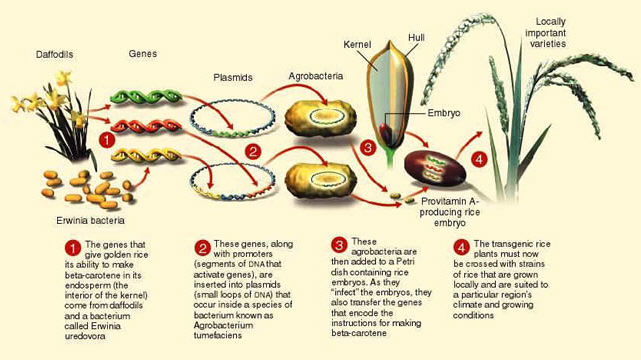 Daffodils
Genes
Plasmids
Agrobacteria
Kernel
Hull
Embryo
Locally
important
varieties
1
2
3
4
Erwinia bacteria
Provitamin A-
producing rice
embryo
1 The genes that
give golden rice
its ability to make
beta-carotene in its
endosperm (the
interior of the kernel)
come from daffodils
and a bacterium
called Erwinia
uredovora
2 These genes, along
with promoters
(segments of DNA that
activate genes), are
inserted into plasmids
(small loops of DNA) that
occur inside a species of
bacterium known as
Agrobacterium
tumefaciens
3 These
agrobacteria are
then added to a Petri
dish containing rice
embryos. As they
"infect" the embryos, they
also transfer the genes
that encode the
instructions for making
beta-carotene
4 The transgenic rice
plants must now
be crossed with strains
of rice that are grown
locally and are suited to
a particular region's
climate and growing
conditions